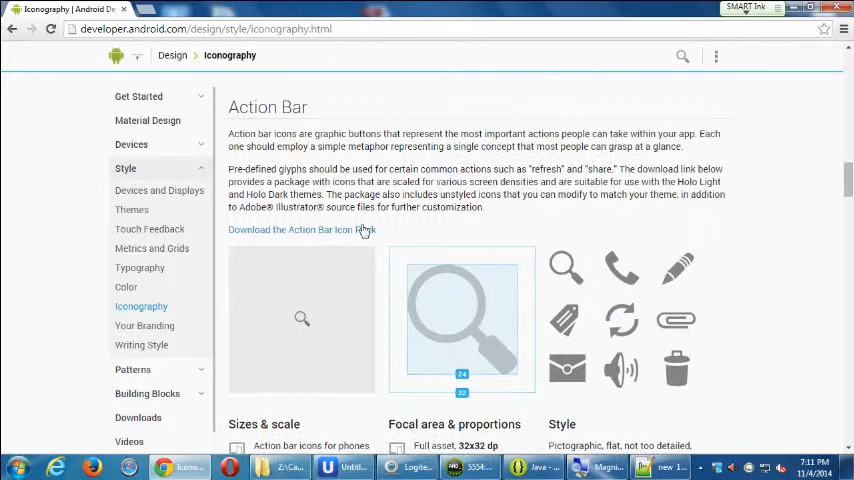 Iconography | Android De
SMART Ink
developer.android.com/design/style/iconography.html
Design > Iconography
Get Started
Material Design
Devices
Style
Devices and Displays
Themes
Touch Feedback
Metrics and Grids
Typography
Color
Iconography
Your Branding
Writing Style
Patterns
Building Blocks
Downloads
Videos
Action Bar
Action bar icons are graphic buttons that represent the most important actions people can take within your app. Each
one should employ a simple metaphor representing a single concept that most people can grasp at a glance.
Pre-defined glyphs should be used for certain common actions such as "refresh" and "share." The download link below
provides a package with icons that are scaled for various screen densities and are suitable for use with the Holo Light
and Holo Dark themes. The package also includes unstyled icons that you can modify to match your theme, in addition
to Adobe® Illustrator® source files for further customization.
Download the Action Bar Icon
24
32
Sizes & scale
Focal area & proportions
Style
Action bar icons for phones
Full asset, 32x32 dp
Pictographic, flat, not too detailed,
Icono...
Z:\Ca...
Untitl...
Logite...
5554:...
Java - ...
Magni...
new 1...
7:11 PM
11/4/2014